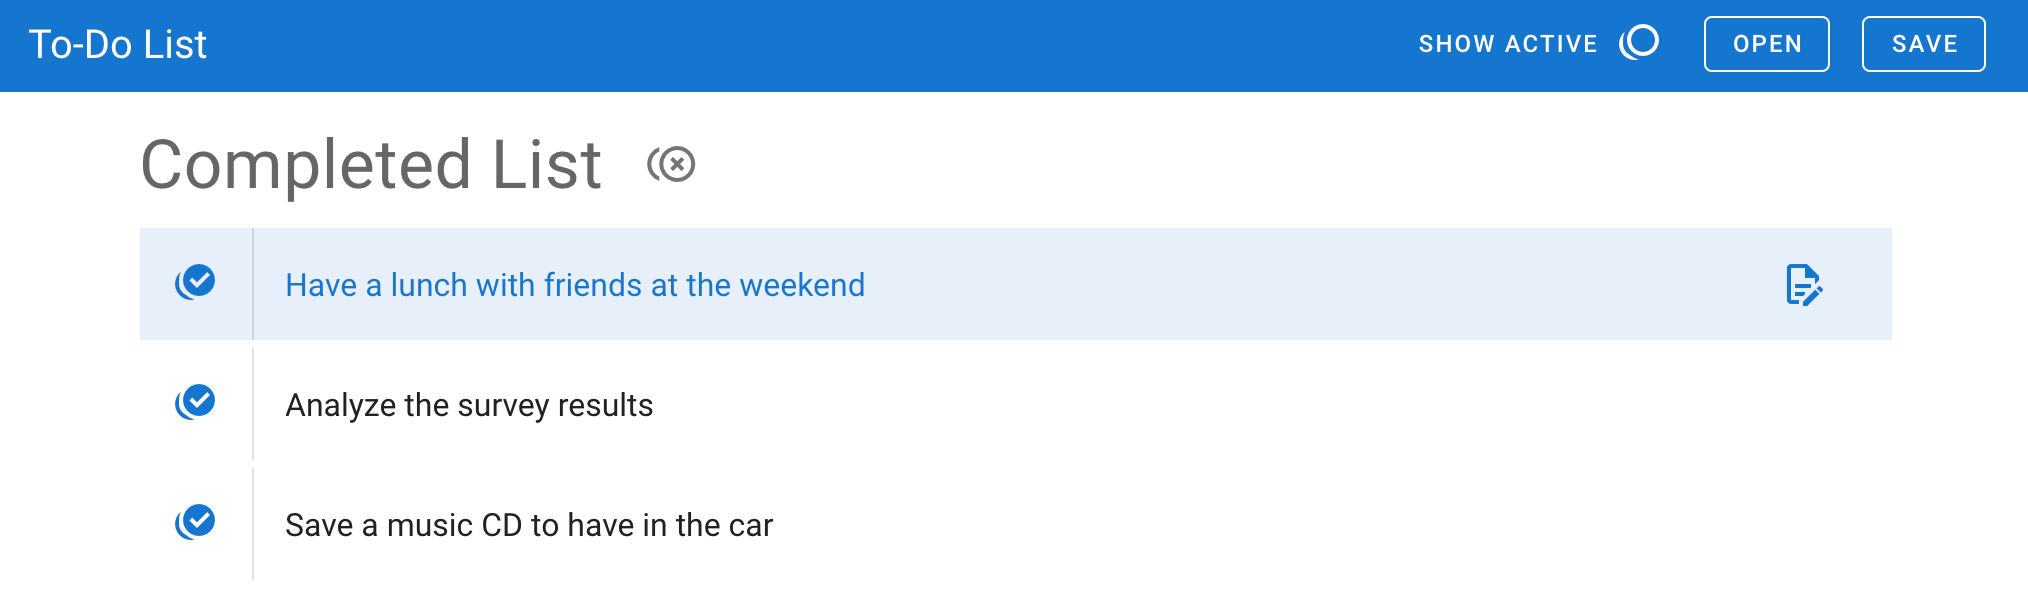 To-Do List
SHOW ACTIVE
OPEN
SAVE
Completed List
Have a lunch with friends at the weekend
Analyze the survey results
Save a music CD to have in the car